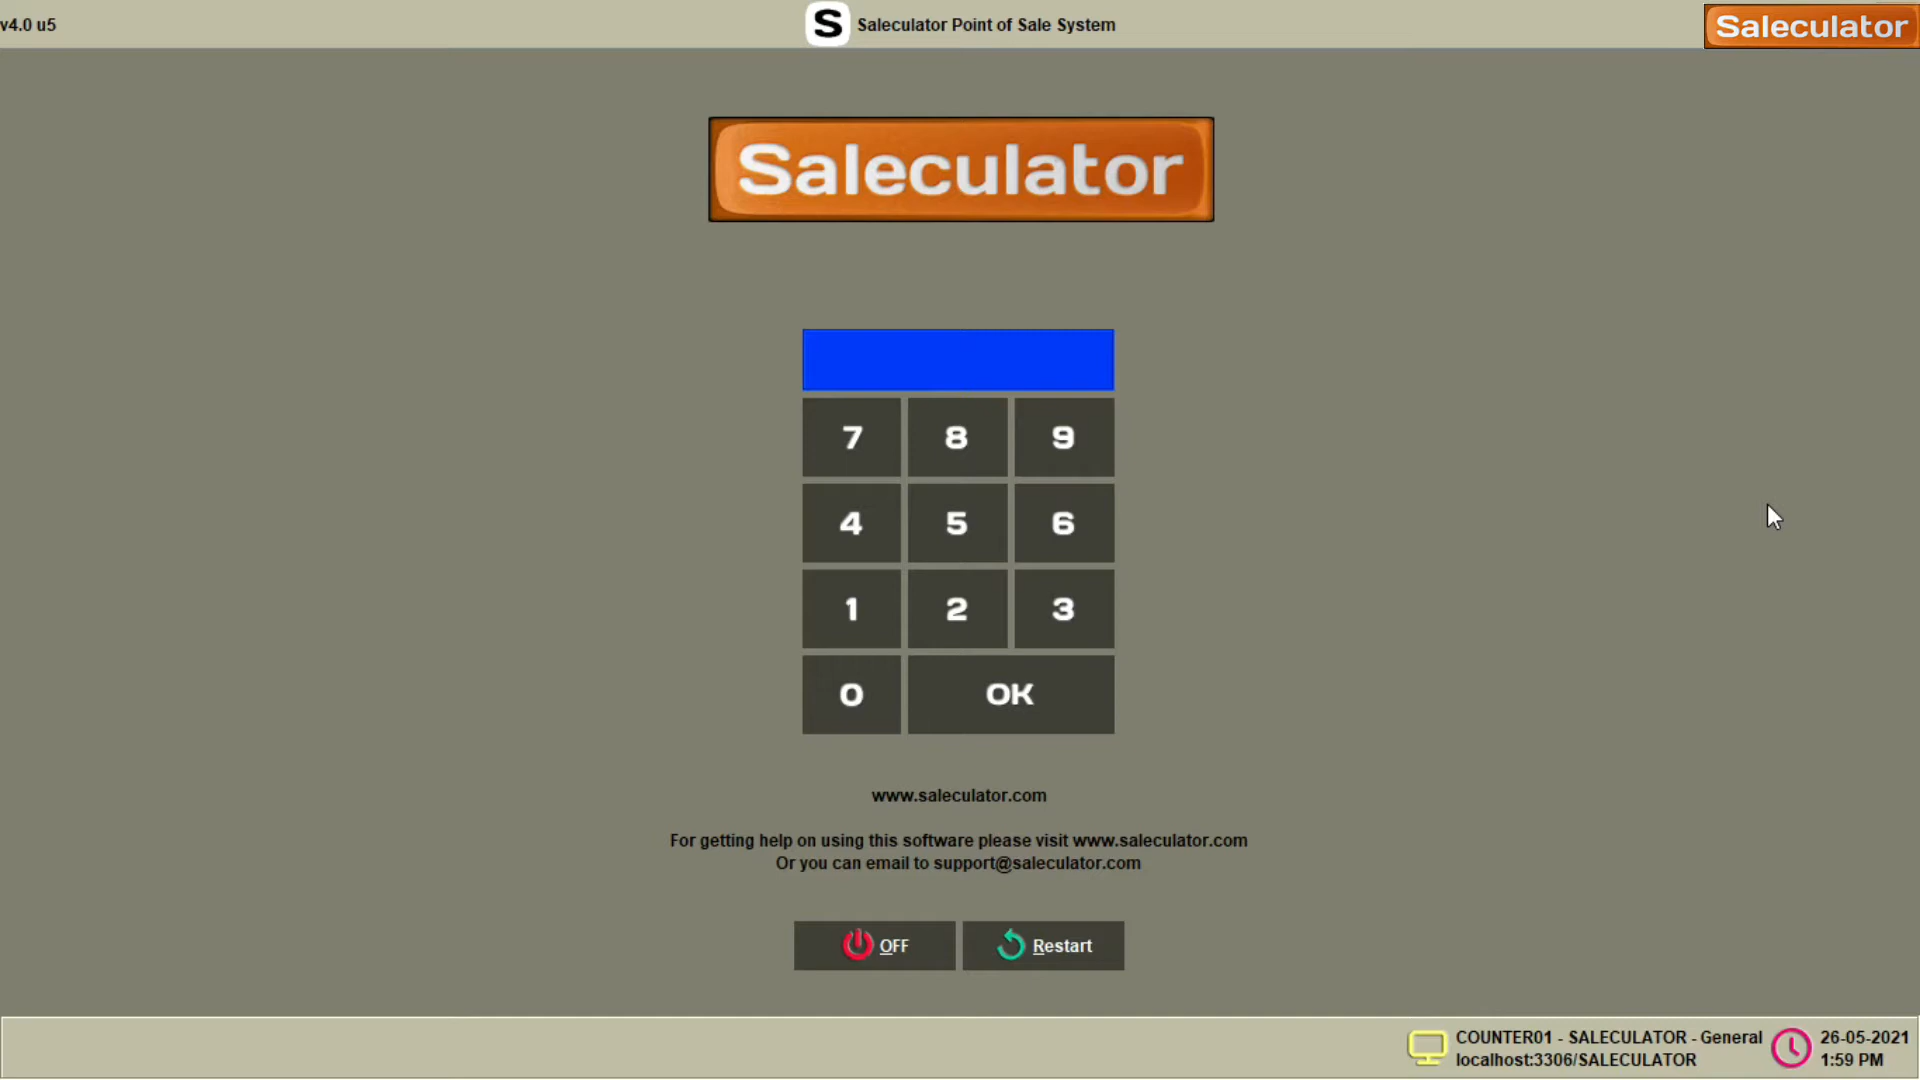 v4.0 u5
S Saleculator Point of Sale System
Saleculator
Saleculator
7 8 9
4 5 6
1 2 3
0 OK
www.saleculator.com
For getting help on using this software please visit www.saleculator.com
Or you can email to support@saleculator.com
OFF Restart
COUNTER01 - SALECULATOR - General
localhost:3306/SALECULATOR
26-05-2021
1:59 PM